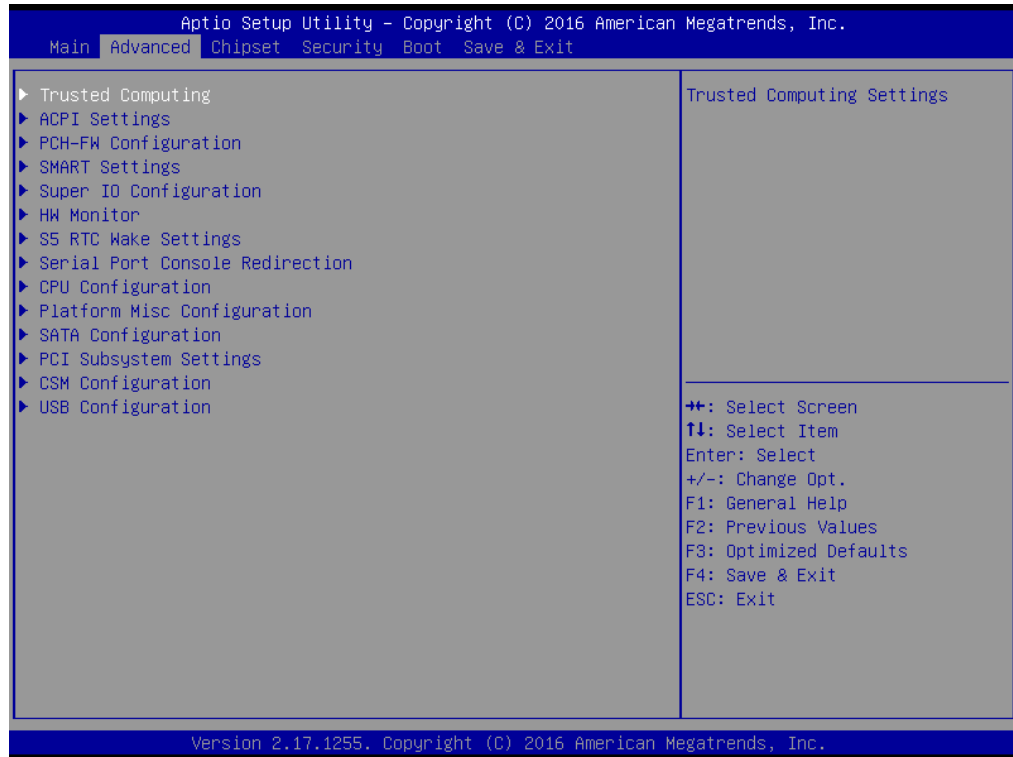 Aptio Setup Utility – Copyright (C) 2016 American Megatrends, Inc.
Main Advanced Chipset Security Boot Save & Exit
Trusted Computing
ACPI Settings
PCH-FW Configuration
SMART Settings
Super IO Configuration
HW Monitor
S5 RTC Wake Settings
Serial Port Console Redirection
CPU Configuration
Platform Misc Configuration
SATA Configuration
PCI Subsystem Settings
CSM Configuration
USB Configuration
Trusted Computing Settings
→←: Select Screen
↑↓: Select Item
Enter: Select
+/-: Change Opt.
F1: General Help
F2: Previous Values
F3: Optimized Defaults
F4: Save & Exit
ESC: Exit
Version 2.17.1255. Copyright (C) 2016 American Megatrends, Inc.